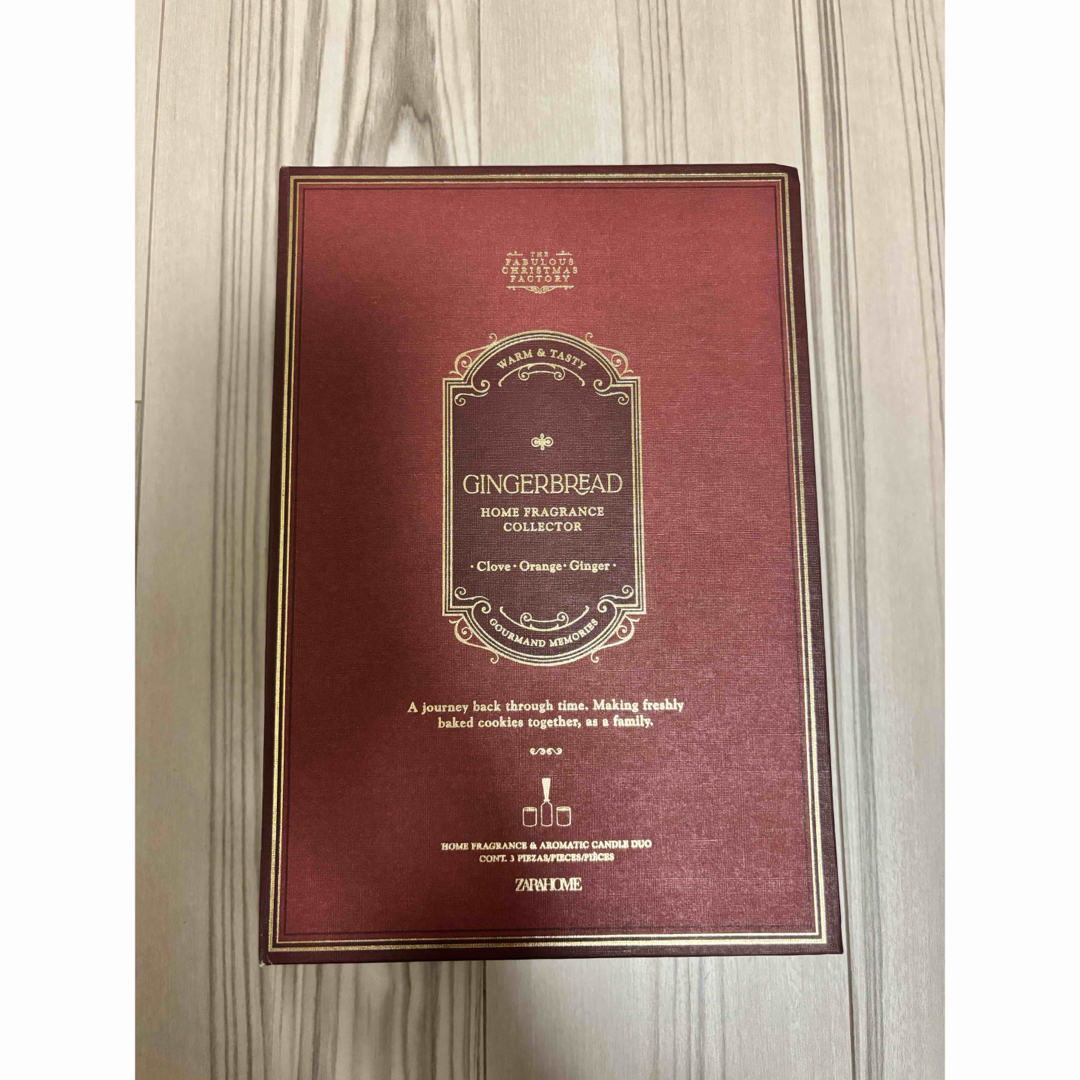 THE
FABULOUS
CHRISTMAS
FACTORY
WARM & TASTY
GINGERBREAD
HOME FRAGRANCE
COLLECTOR
· Clove · Orange · Ginger ·
GOURMAND MEMORIES
A journey back through time. Making freshly
baked cookies together, as a family.
HOME FRAGRANCE & AROMATIC CANDLE DUO
CONT. 3 PIEZAS/PIECES/PIÈCES
ZARAHOME